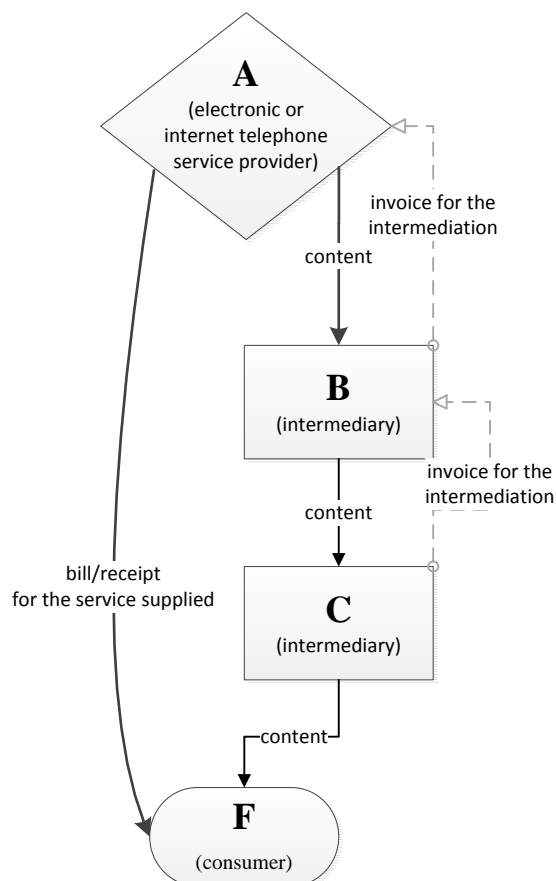 A
(electronic or
internet telephone
service provider)
invoice for the
intermediation
content
B
(intermediary)
invoice for the
intermediation
content
bill/receipt
for the service supplied
C
(intermediary)
content
F
(consumer)